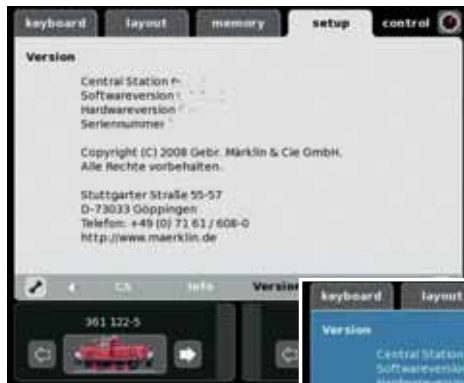 keyboard layout memory setup control
Version
Central Station
Softwareversion
Hardwareversion
Seriennummer
Copyright (C) 2008 Gebr. Märklin & Cie GmbH.
Alle Rechte vorbehalten.
Stuttgarter Straße 55-57
D-73033 Göppingen
Telefon: +49 (0) 71 61 / 608-0
http://www.maerklin.de
CS Info Version
361 122-5
keyboard layout
Version
Central Station
Softwareversion